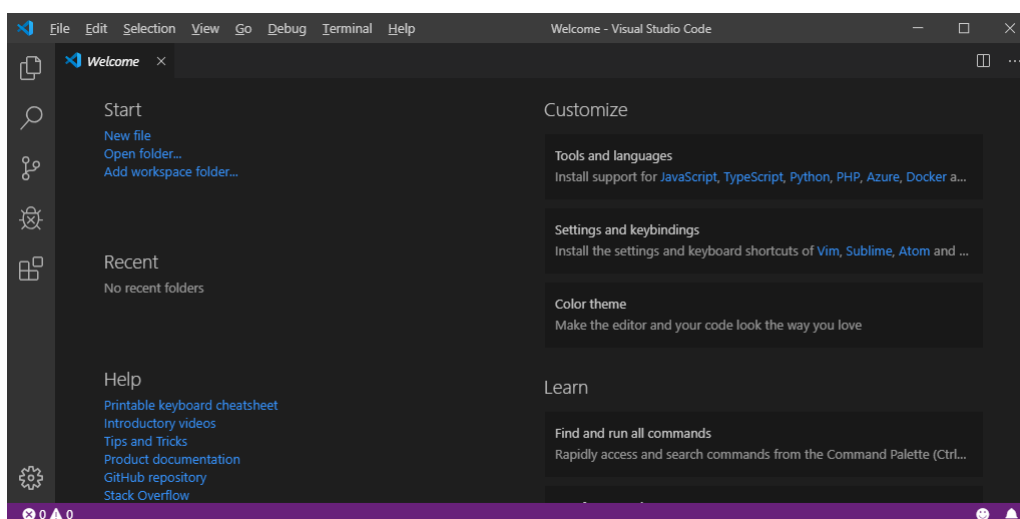 File Edit Selection View Go Debug Terminal Help Welcome - Visual Studio Code
Welcome
Start
New file
Open folder...
Add workspace folder...
Recent
No recent folders
Help
Printable keyboard cheatsheet
Introductory videos
Tips and Tricks
Product documentation
GitHub repository
Stack Overflow
Customize
Tools and languages
Install support for JavaScript, TypeScript, Python, PHP, Azure, Docker a...
Settings and keybindings
Install the settings and keyboard shortcuts of Vim, Sublime, Atom and ...
Color theme
Make the editor and your code look the way you love
Learn
Find and run all commands
Rapidly access and search commands from the Command Palette (Ctrl...
0 0